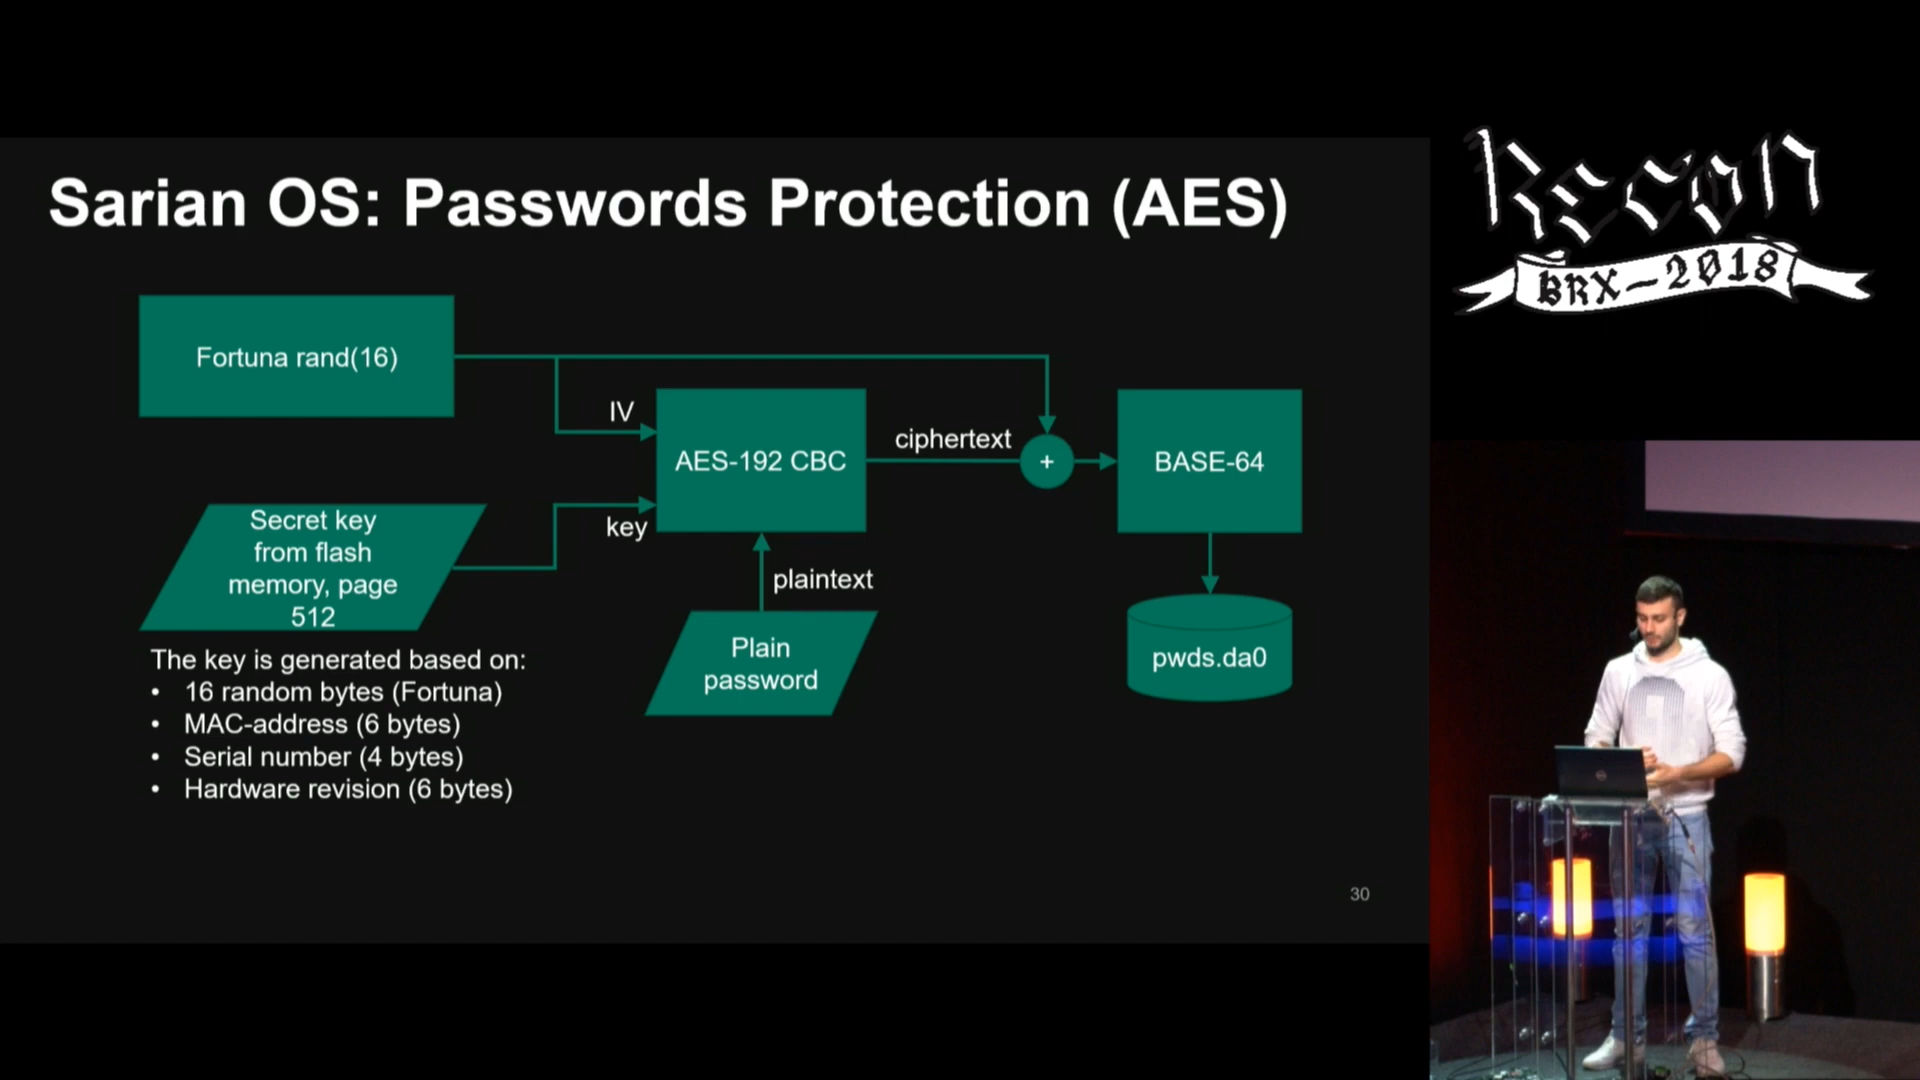 Sarian OS: Passwords Protection (AES)
Fortuna rand(16)
IV
AES-192 CBC
ciphertext
+
BASE-64
Secret key
from flash
memory, page
512
key
plaintext
Plain
password
pwds.da0
The key is generated based on:
• 16 random bytes (Fortuna)
• MAC-address (6 bytes)
• Serial number (4 bytes)
• Hardware revision (6 bytes)
30
Recon
BRX-2018